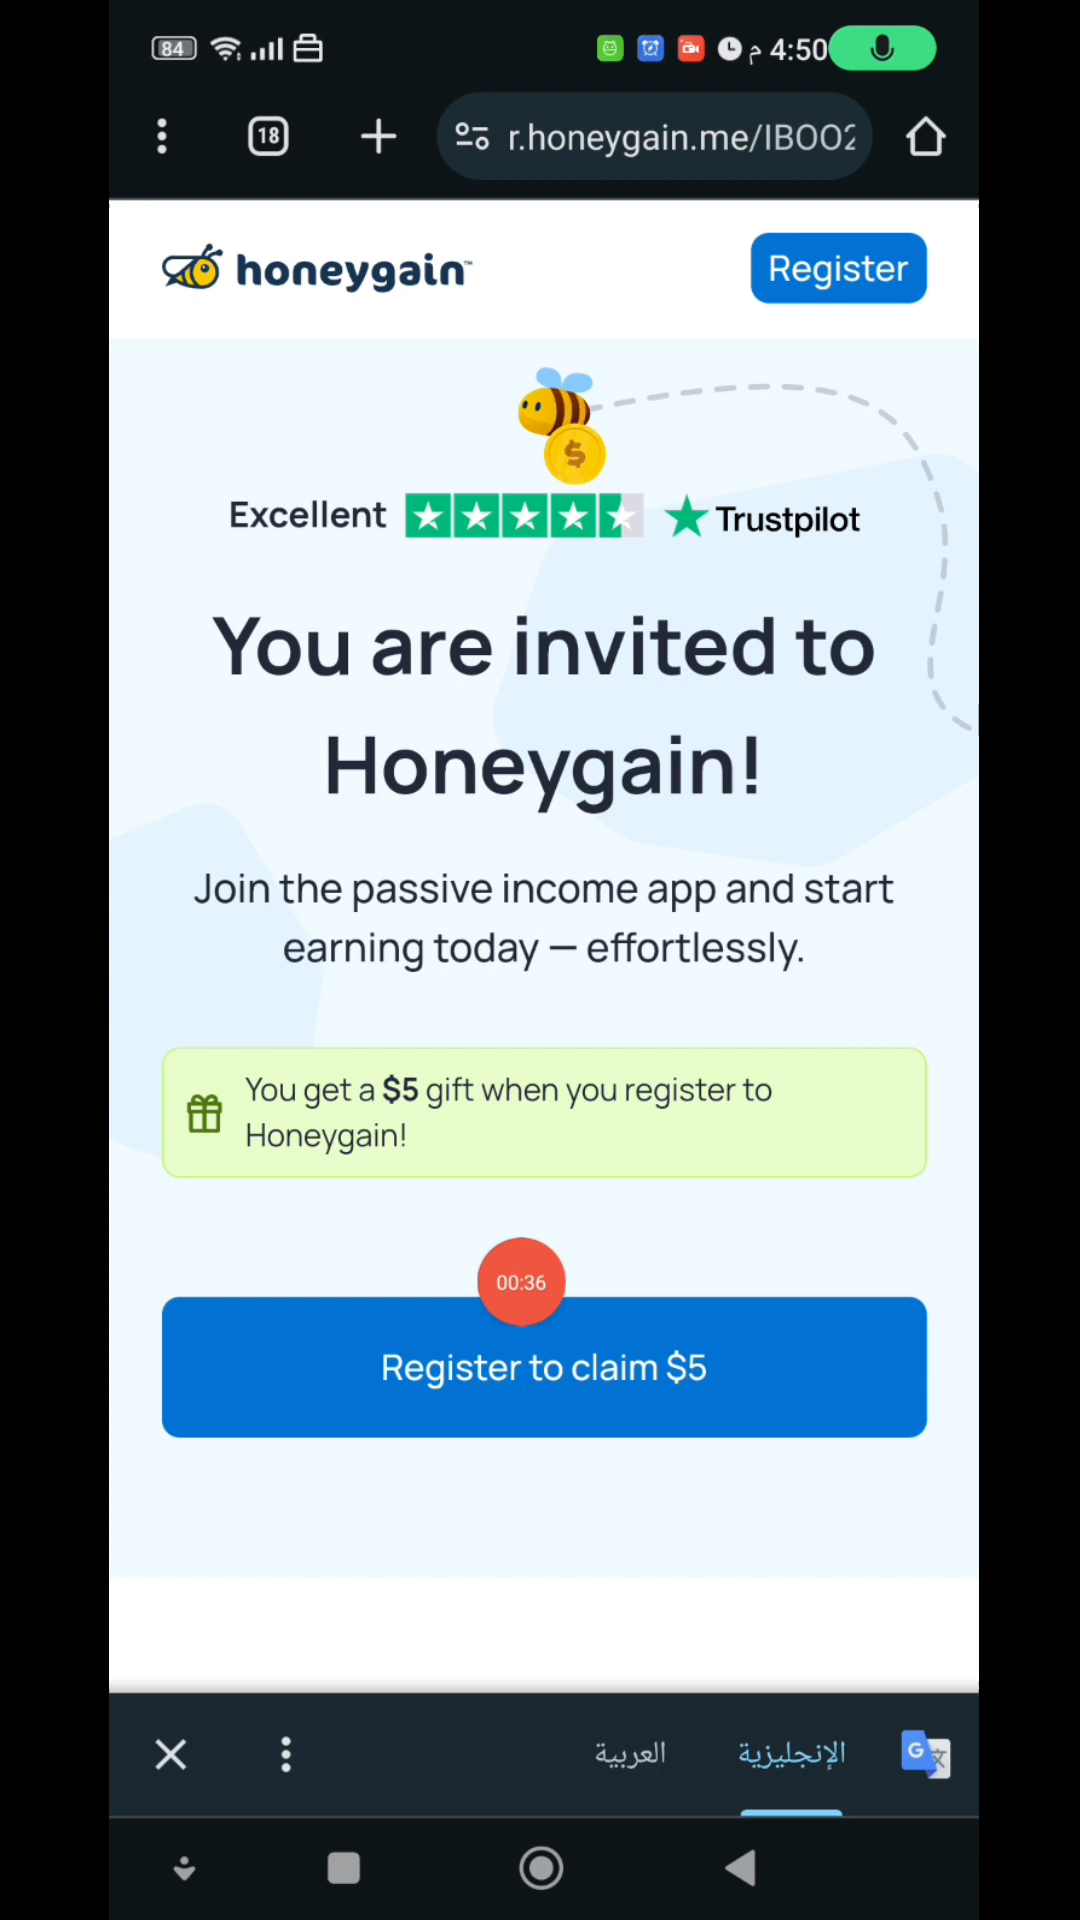 84
م 4:50
18
r.honeygain.me/IBOO2
honeygain™
Register
$
Excellent
Trustpilot
You are invited to
Honeygain!
Join the passive income app and start
earning today — effortlessly.
You get a $5 gift when you register to
Honeygain!
00:36
Register to claim $5
العربية
الإنجليزية
G
文